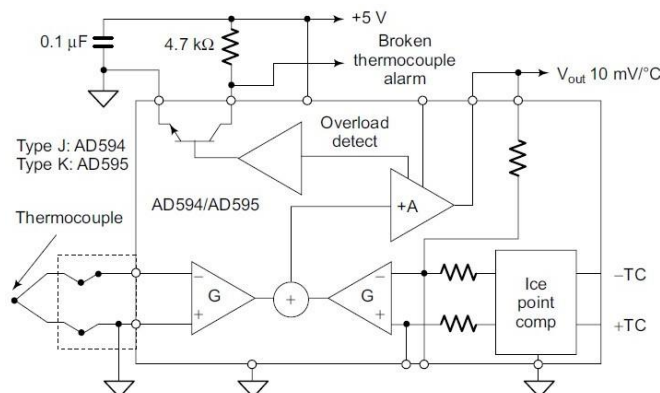 +5 V
0.1 µF
4.7 kΩ
Broken
thermocouple
alarm
Vout 10 mV/°C
Type J: AD594
Type K: AD595
Overload
detect
AD594/AD595
+A
Thermocouple
−
G
+
+
−
G
+
Ice
point
comp
−TC
+TC